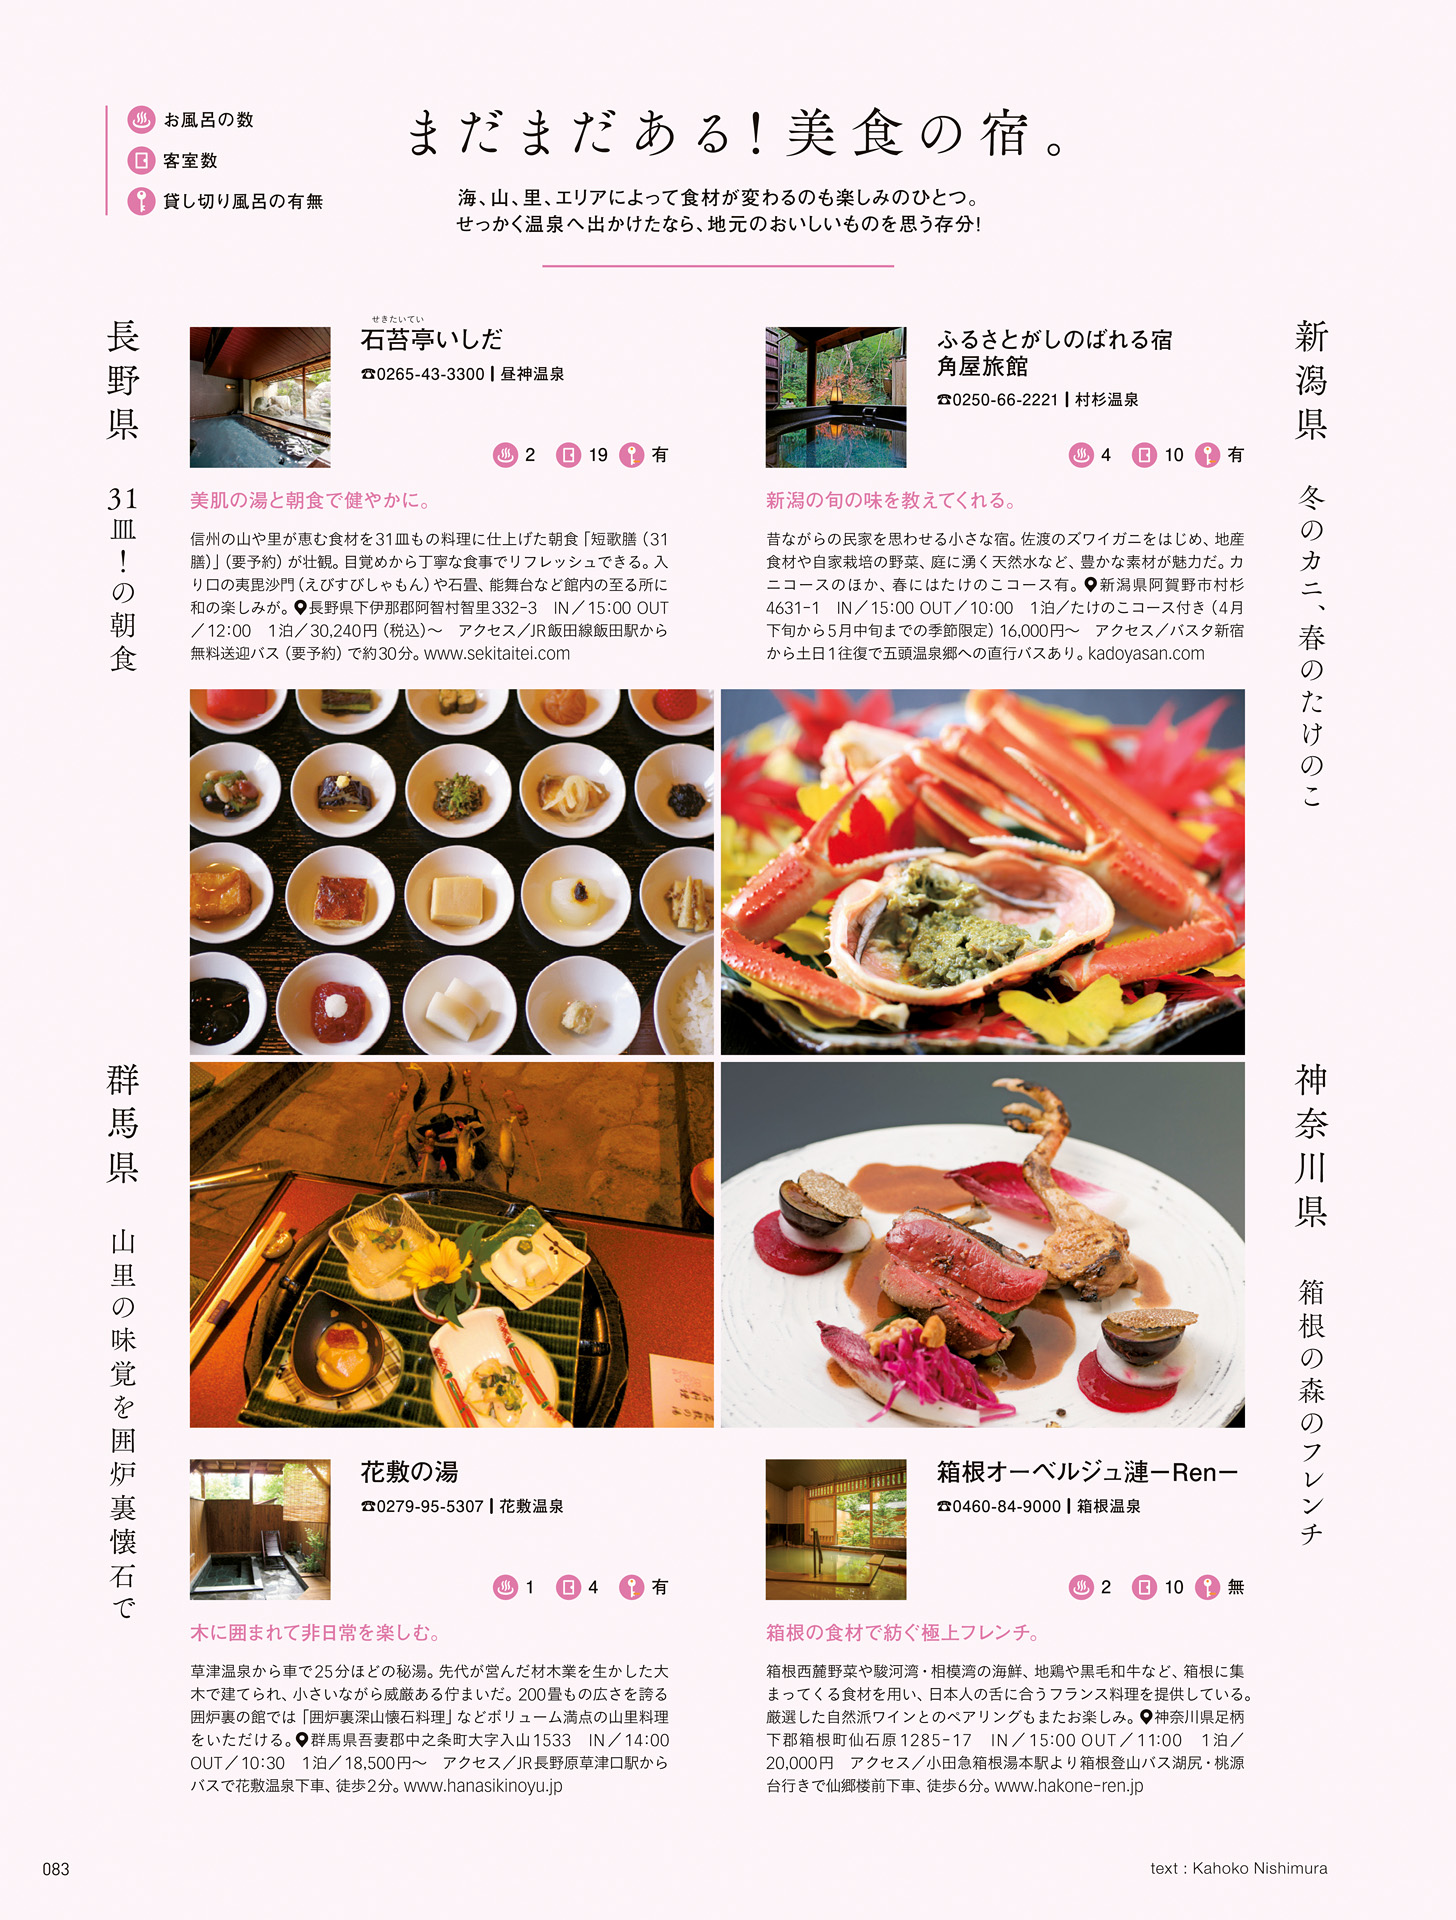 お風呂の数
客室数
貸し切り風呂の有無
まだまだある！美食の宿。
海、山、里、エリアによって食材が変わるのも楽しみのひとつ。
せっかく温泉へ出かけたなら、地元のおいしいものを思う存分！
長野県　31皿！の朝食
せきたいてい
石苔亭いしだ
☎0265-43-3300 | 昼神温泉
2 19 有
美肌の湯と朝食で健やかに。
信州の山や里が恵む食材を31皿もの料理に仕上げた朝食「短歌膳（31
膳）」（要予約）が壮観。目覚めから丁寧な食事でリフレッシュできる。入
り口の夷毘沙門（えびすびしゃもん）や石畳、能舞台など館内の至る所に
和の楽しみが。長野県下伊那郡阿智村智里332-3　IN／15:00 OUT
／12:00　1泊／30,240円（税込）〜　アクセス／JR飯田線飯田駅から
無料送迎バス（要予約）で約30分。www.sekitaitei.com
新潟県　冬のカニ、春のたけのこ
ふるさとがしのばれる宿
角屋旅館
☎0250-66-2221 | 村杉温泉
4 10 有
新潟の旬の味を教えてくれる。
昔ながらの民家を思わせる小さな宿。佐渡のズワイガニをはじめ、地産
食材や自家栽培の野菜、庭に湧く天然水など、豊かな素材が魅力だ。カ
ニコースのほか、春にはたけのこコース有。新潟県阿賀野市村杉
4631-1　IN／15:00 OUT／10:00　1泊／たけのこコース付き（4月
下旬から5月中旬までの季節限定）16,000円〜　アクセス／バスタ新宿
から土日1往復で五頭温泉郷への直行バスあり。kadoyasan.com
群馬県　山里の味覚を囲炉裏懐石で
花敷の湯
☎0279-95-5307 | 花敷温泉
1 4 有
木に囲まれて非日常を楽しむ。
草津温泉から車で25分ほどの秘湯。先代が営んだ材木業を生かした大
木で建てられ、小さいながら威厳ある佇まいだ。200畳もの広さを誇る
囲炉裏の館では「囲炉裏深山懐石料理」などボリューム満点の山里料理
をいただける。群馬県吾妻郡中之条町大字入山1533　IN／14:00
OUT／10:30　1泊／18,500円〜　アクセス／JR長野原草津口駅から
バスで花敷温泉下車、徒歩2分。www.hanasikinoyu.jp
神奈川県　箱根の森のフレンチ
箱根オーベルジュ漣－Ren－
☎0460-84-9000 | 箱根温泉
2 10 無
箱根の食材で紡ぐ極上フレンチ。
箱根西麓野菜や駿河湾・相模湾の海鮮、地鶏や黒毛和牛など、箱根に集
まってくる食材を用い、日本人の舌に合うフランス料理を提供している。
厳選した自然派ワインとのペアリングもまたお楽しみ。神奈川県足柄
下郡箱根町仙石原1285-17　IN／15:00 OUT／11:00　1泊／
20,000円　アクセス／小田急箱根湯本駅より箱根登山バス湖尻・桃源
台行きで仙郷楼前下車、徒歩6分。www.hakone-ren.jp
083
text : Kahoko Nishimura